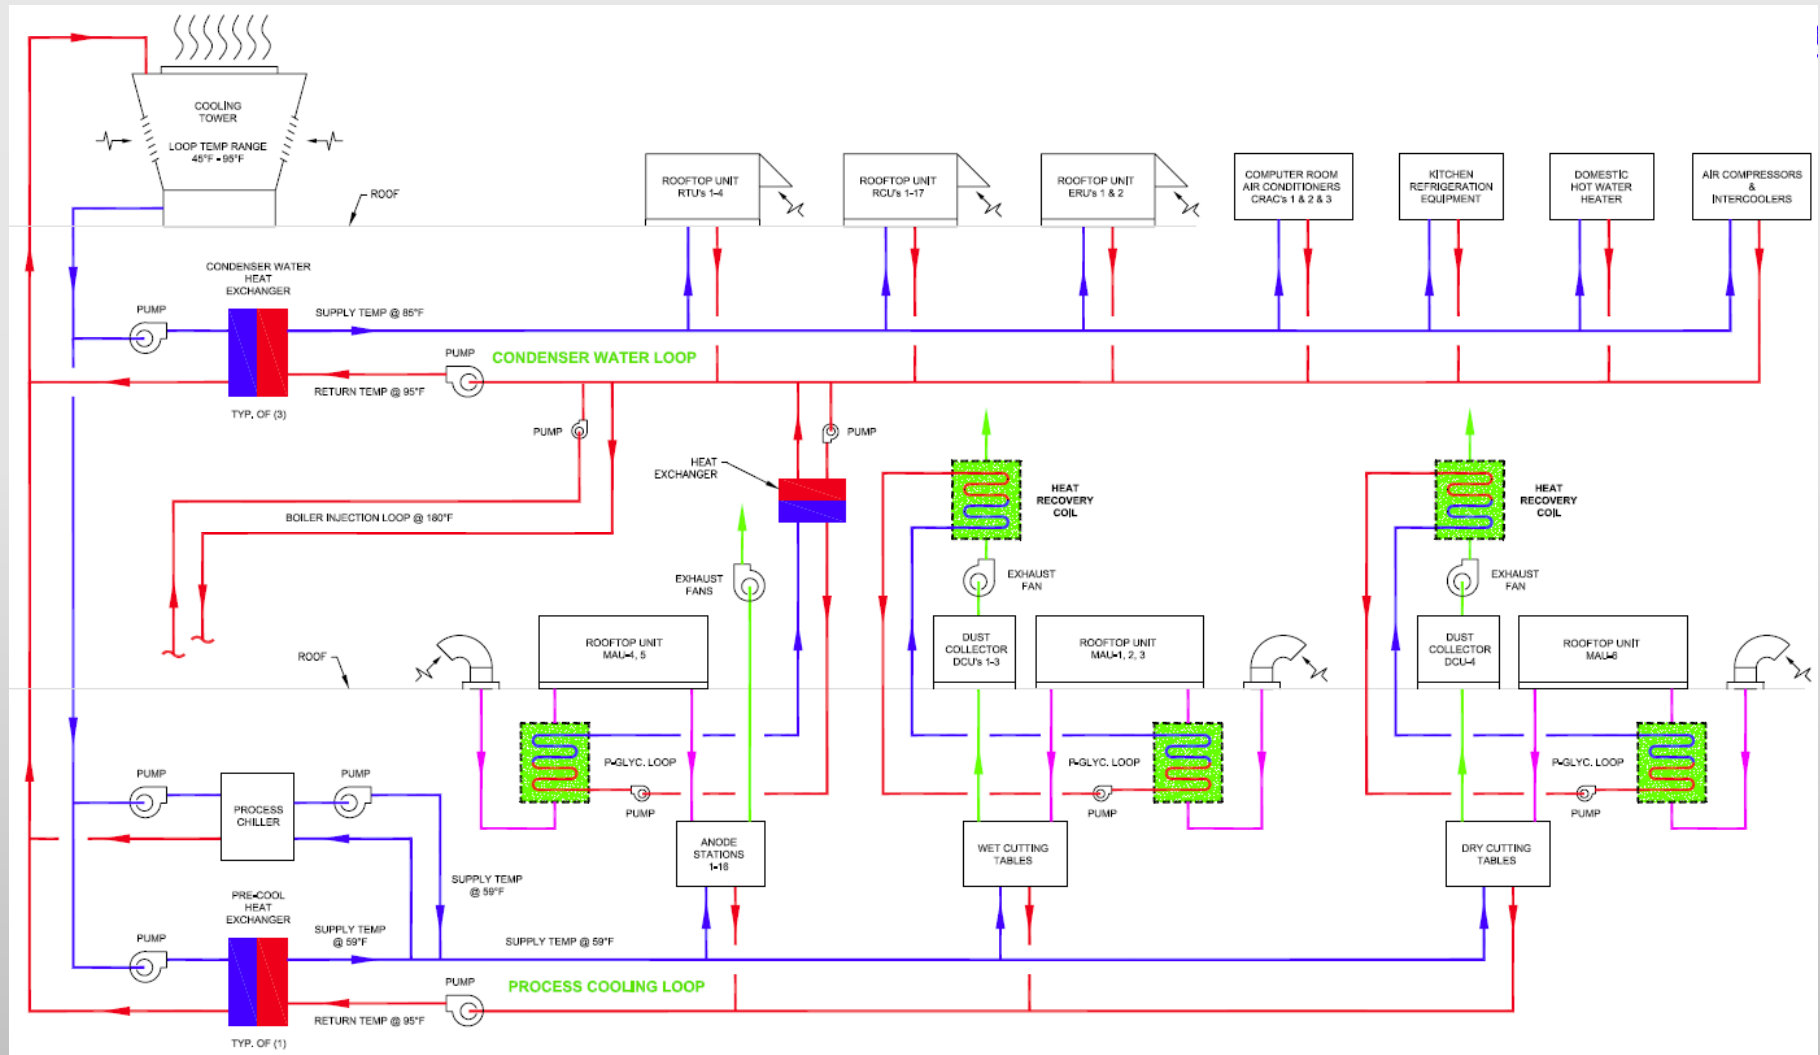 COOLING
TOWER
LOOP TEMP RANGE
45°F - 95°F
ROOF
ROOFTOP UNIT
RTU's 1-4
ROOFTOP UNIT
RCU's 1-17
ROOFTOP UNIT
ERU's 1 & 2
COMPUTER ROOM
AIR CONDITIONERS
CRAC's 1 & 2 & 3
KITCHEN
REFRIGERATION
EQUIPMENT
DOMESTIC
HOT WATER
HEATER
AIR COMPRESSORS
&
INTERCOOLERS
CONDENSER WATER
HEAT
EXCHANGER
PUMP
SUPPLY TEMP @ 85°F
PUMP
CONDENSER WATER LOOP
RETURN TEMP @ 95°F
TYP. OF (3)
PUMP
PUMP
HEAT
EXCHANGER
BOILER INJECTION LOOP @ 180°F
HEAT
RECOVERY
COIL
HEAT
RECOVERY
COIL
EXHAUST
FANS
EXHAUST
FAN
EXHAUST
FAN
ROOF
ROOFTOP UNIT
MAU-4, 5
DUST
COLLECTOR
DCU's 1-3
ROOFTOP UNIT
MAU-1, 2, 3
DUST
COLLECTOR
DCU-4
ROOFTOP UNIT
MAU-6
P-GLYC. LOOP
PUMP
P-GLYC. LOOP
PUMP
P-GLYC. LOOP
PUMP
PUMP
PROCESS
CHILLER
PUMP
ANODE
STATIONS
1-16
WET CUTTING
TABLES
DRY CUTTING
TABLES
SUPPLY TEMP
@ 59°F
PRE-COOL
HEAT
EXCHANGER
PUMP
SUPPLY TEMP
@ 59°F
SUPPLY TEMP @ 59°F
PUMP
PROCESS COOLING LOOP
RETURN TEMP @ 95°F
TYP. OF (1)